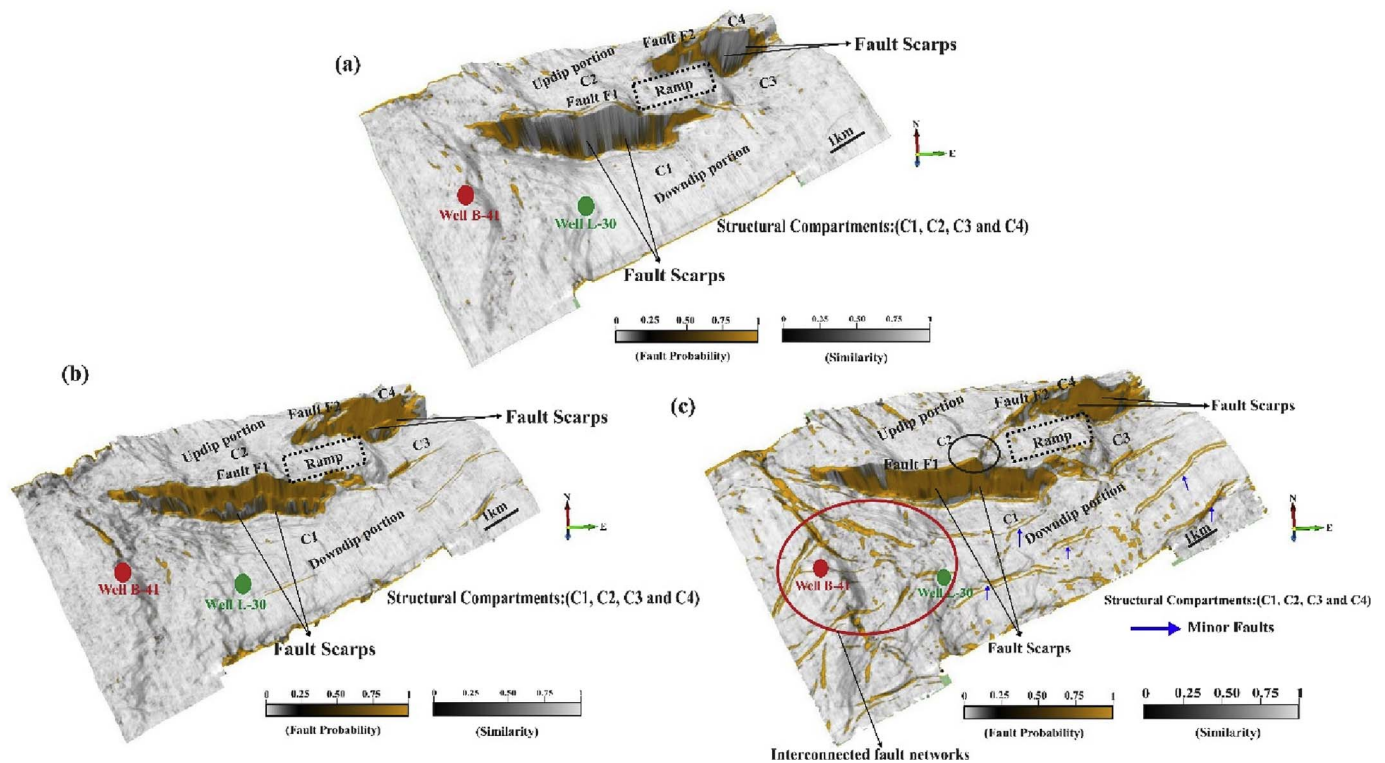 (a)
C4
Fault F2
Fault Scarps
Updip portion
C2
Ramp
C3
Fault F1
1km
N
E
C1
Downdip portion
Well B-41
Well L-30
Structural Compartments:(C1, C2, C3 and C4)
Fault Scarps
0 0.25 0.50 0.75 1
(Fault Probability)
0 0.25 0.50 0.75 1
(Similarity)
(b)
C4
Fault F2
Fault Scarps
Updip portion
C2
Ramp
C3
Fault F1
1km
N
E
C1
Downdip portion
Well B-41
Well L-30
Structural Compartments:(C1, C2, C3 and C4)
Fault Scarps
0 0.25 0.50 0.75 1
(Fault Probability)
0 0.25 0.50 0.75 1
(Similarity)
(c)
C4
Fault F2
Fault Scarps
Updip portion
C2
Ramp
C3
Fault F1
N
E
C1
Downdip portion
1km
Well B-41
Well L-30
Structural Compartments:(C1, C2, C3 and C4)
Minor Faults
Fault Scarps
0 0.25 0.50 0.75 1
(Fault Probability)
0 0.25 0.50 0.75 1
(Similarity)
Interconnected fault networks